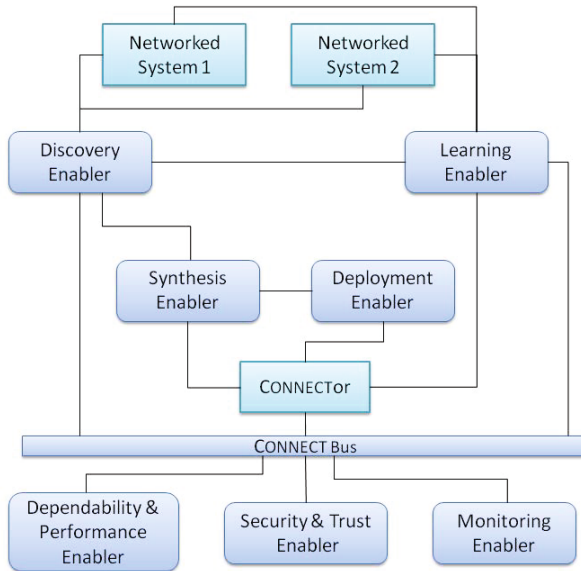 Networked
System 1
Networked
System 2
Discovery
Enabler
Learning
Enabler
Synthesis
Enabler
Deployment
Enabler
CONNECTor
CONNECT Bus
Dependability &
Performance
Enabler
Security & Trust
Enabler
Monitoring
Enabler